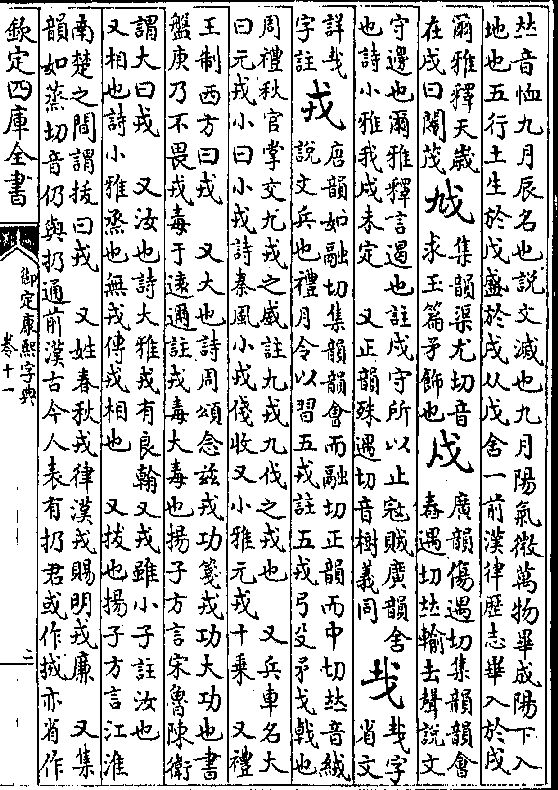 𠀤音恤九月辰名也説文滅也九月陽氣微萬物畢成陽下入
地也五行土生於戊盛於戌从戊含一前漢律歷志畢入於戌
爾雅釋天歲
在戌曰閹茂
集韻渠尤切音
求玉篇矛飾也
戍
廣韻傷遇切集韻韻會
舂遇切𠀤輸去聲說文
守邊也爾雅釋言遏也註戍守所以止寇賊廣韻舍
也詩小雅我戍未定 又正韻殊遇切音樹義同
𢦏
㦲字
省文
詳㦲
字註
戎
唐韻如融切集韻韻會而融切正韻而中切𠀤音絨
說文兵也禮月令以習五戎註五戎弓殳矛戈戟也
周禮秋官掌交九戎之威註九戎九伐之戎也 又兵車名大
曰元戎小曰小戎詩秦風小戎俴收又小雅元戎十乘 又禮
王制西方曰戎 又大也詩周頌念兹戎功箋戎功大功也書
盤庚乃不畏戎毒于遠邇註戎毒大毒也揚子方言宋魯陳衛
謂大曰戎 又汝也詩大雅戎有良翰又戎雖小子註汝也
又相也詩小雅烝也無戎傳戎相也 又拔也揚子方言江淮
南楚之間謂拔曰戎 又姓春秋戎律漢戎賜明戎廉 又集
韻如蒸切音仍與扔通前漢古今人表有扔君或作㧢亦省作
欽定四庫全書
御定康熙字典
卷十一
二